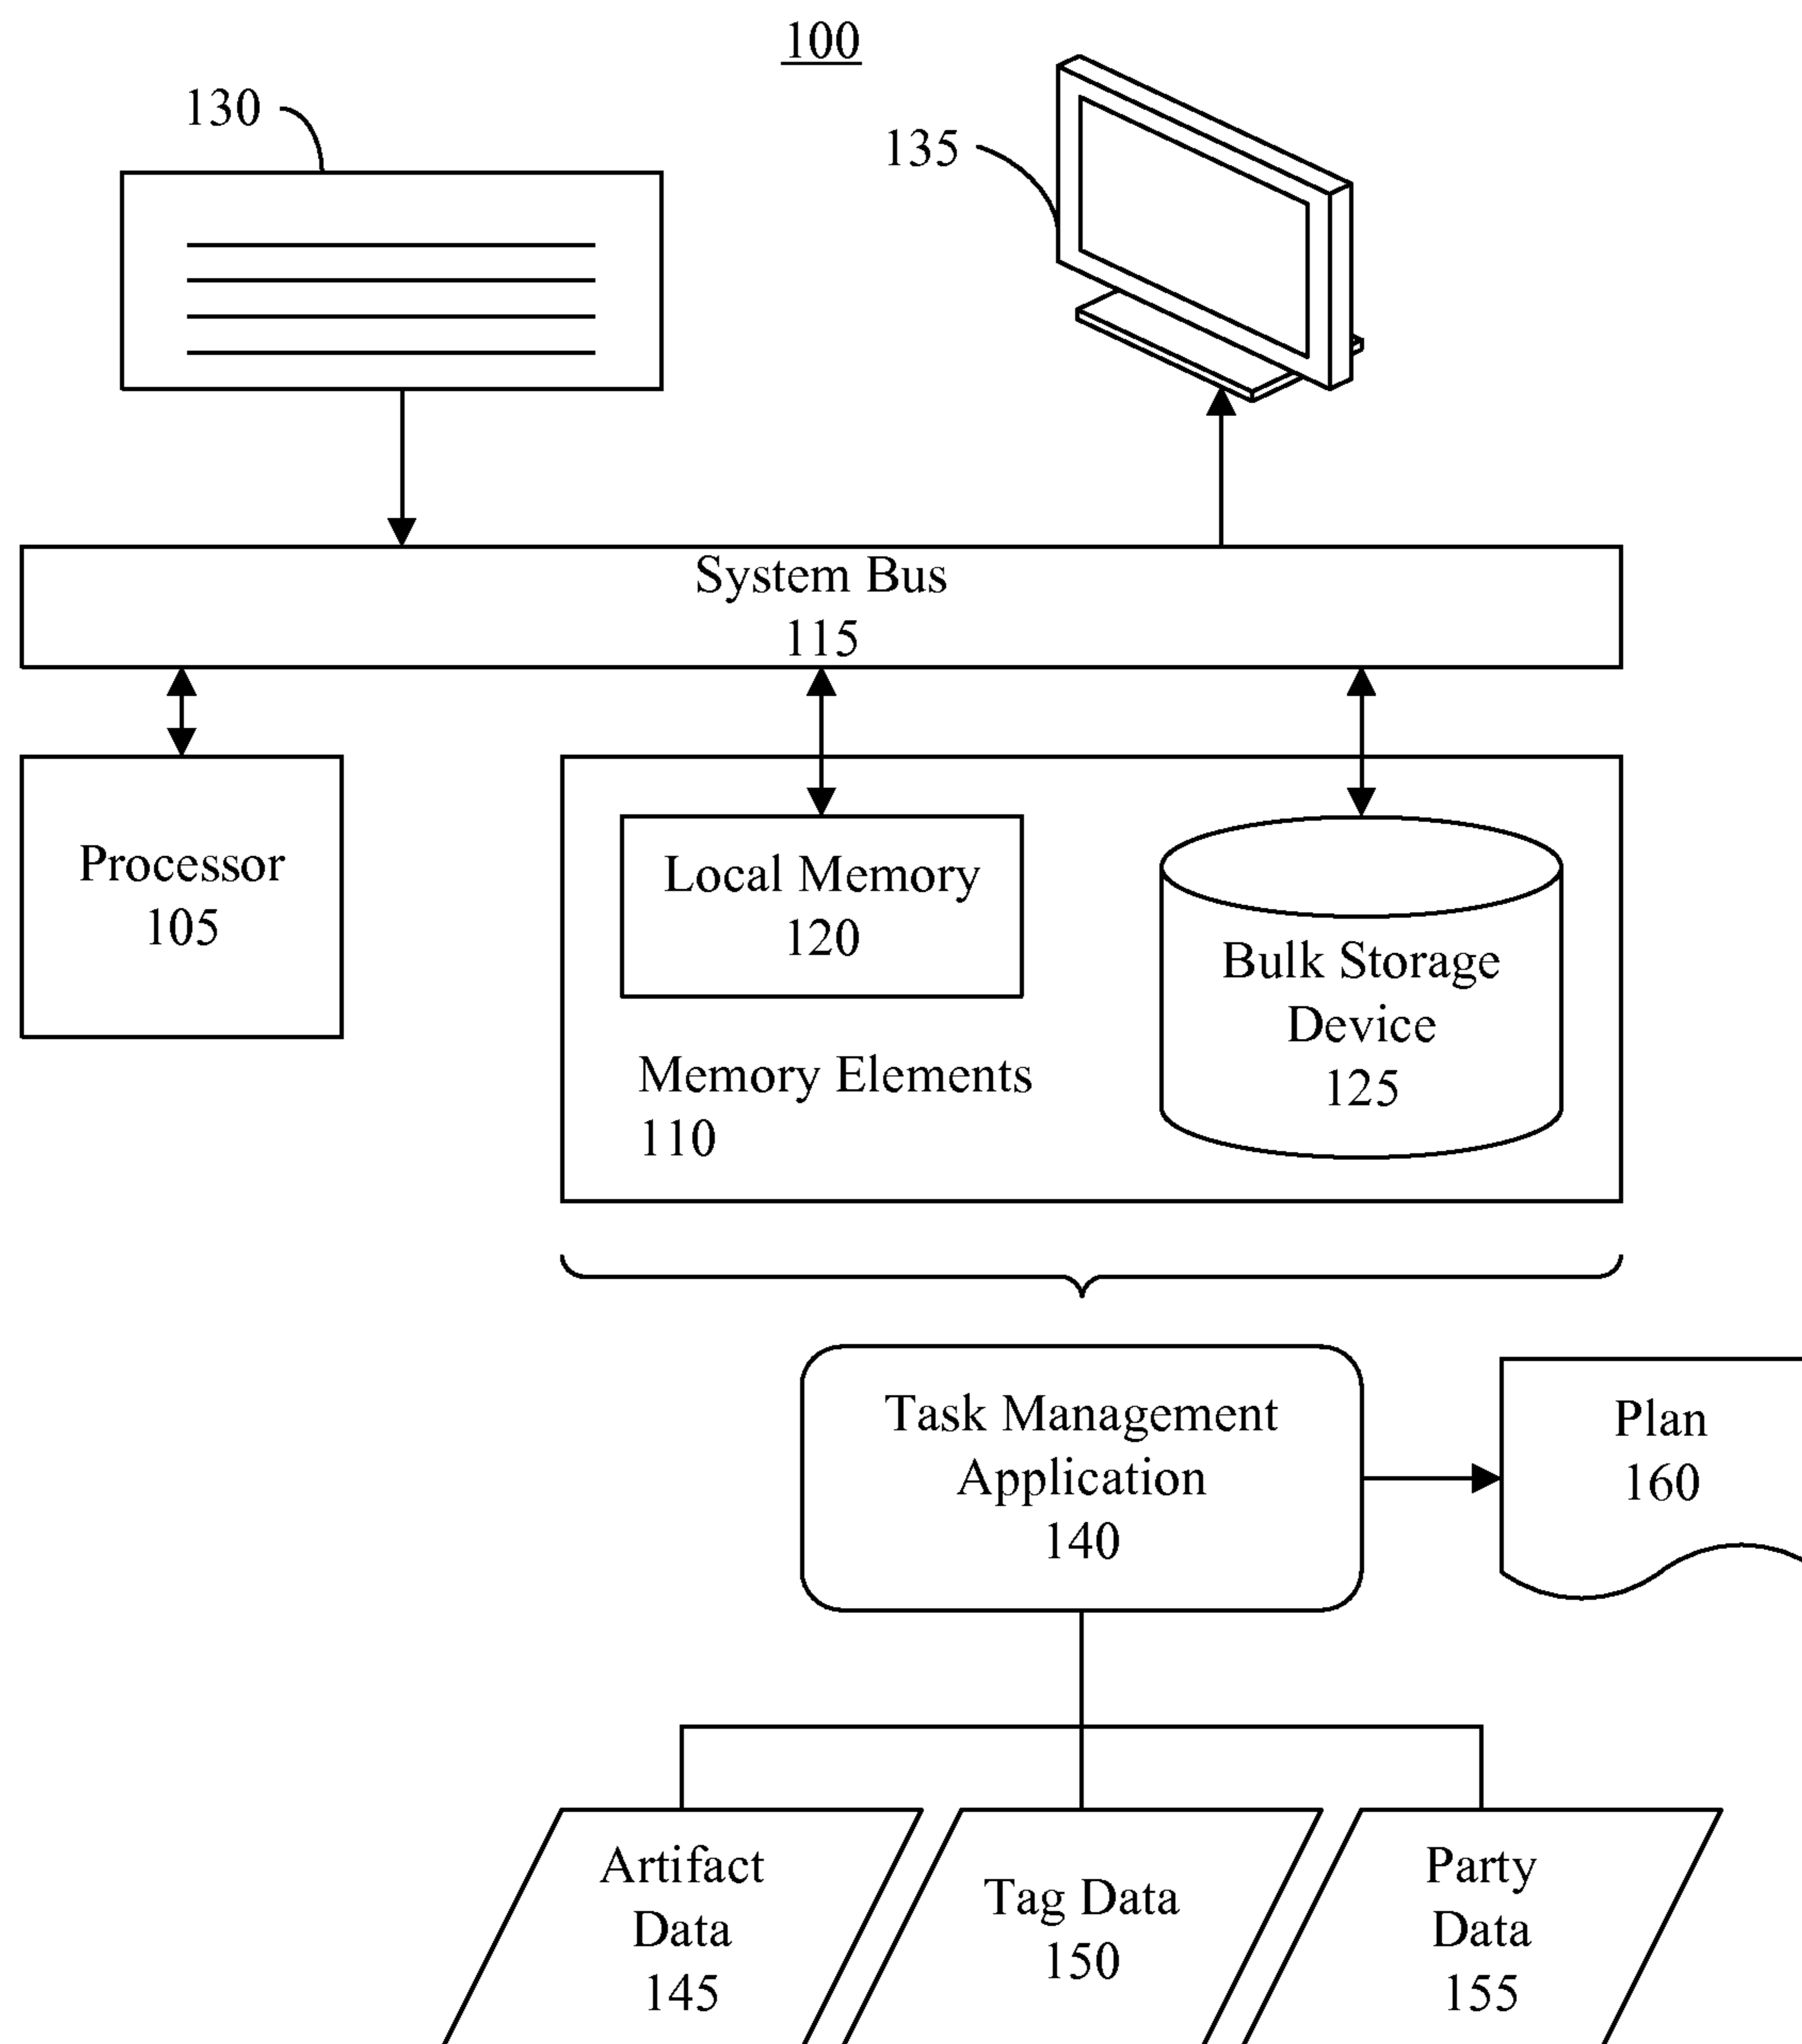 100
130
135
System Bus
115
Processor
105
Local Memory
120
Bulk Storage
Device
125
Memory Elements
110
Task Management
Application
140
Plan
160
Artifact
Data
145
Tag Data
150
Party
Data
155